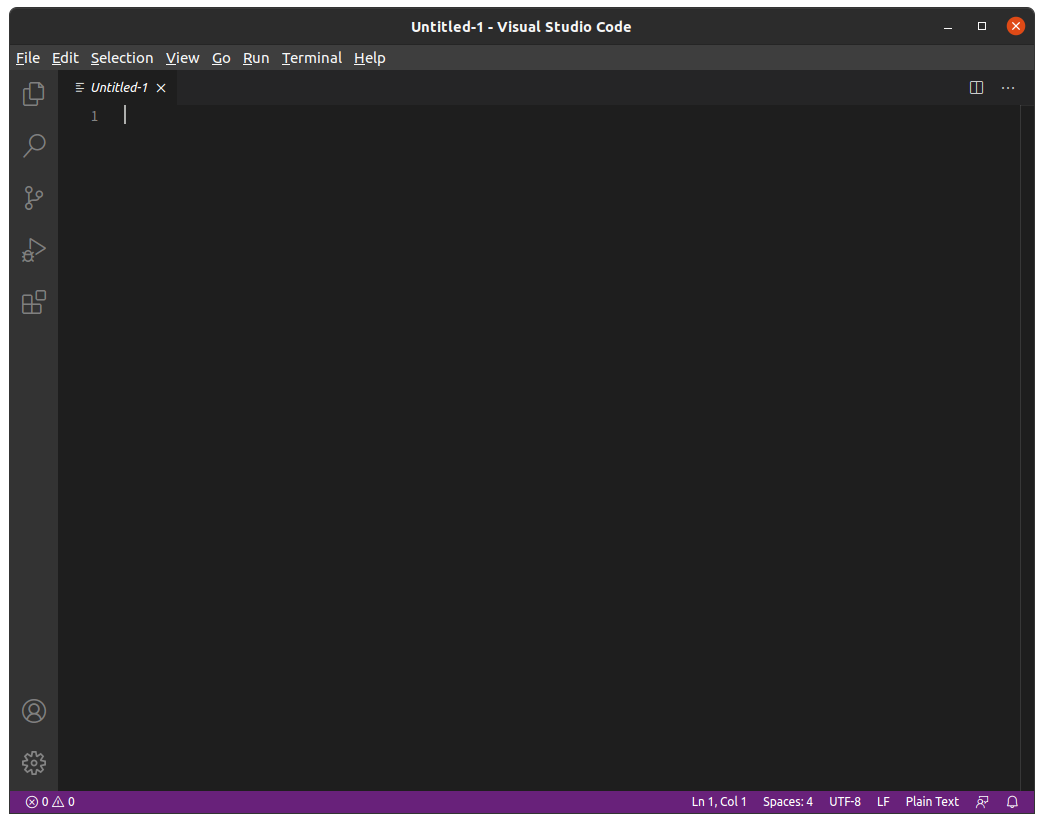 Untitled-1 - Visual Studio Code
File Edit Selection View Go Run Terminal Help
Untitled-1
1
0 0 Ln 1, Col 1 Spaces: 4 UTF-8 LF Plain Text